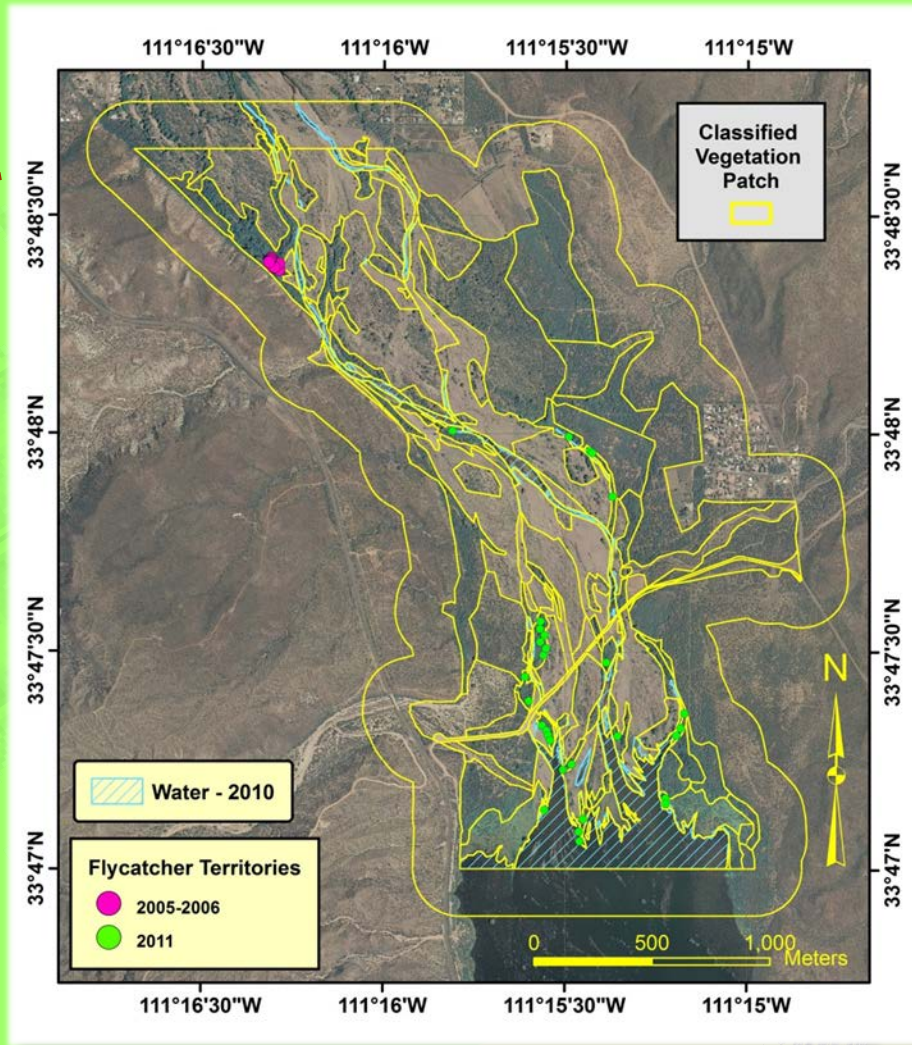 111°16'30"W 111°16'W 111°15'30"W 111°15'W
Classified
Vegetation
Patch
33°48'30"N 33°48'30"N
33°48'N 33°48'N
33°47'30"N 33°47'30"N
N
Water - 2010
33°47'N 33°47'N
Flycatcher Territories
2005-2006
2011
0 500 1,000
Meters
111°16'30"W 111°16'W 111°15'30"W 111°15'W